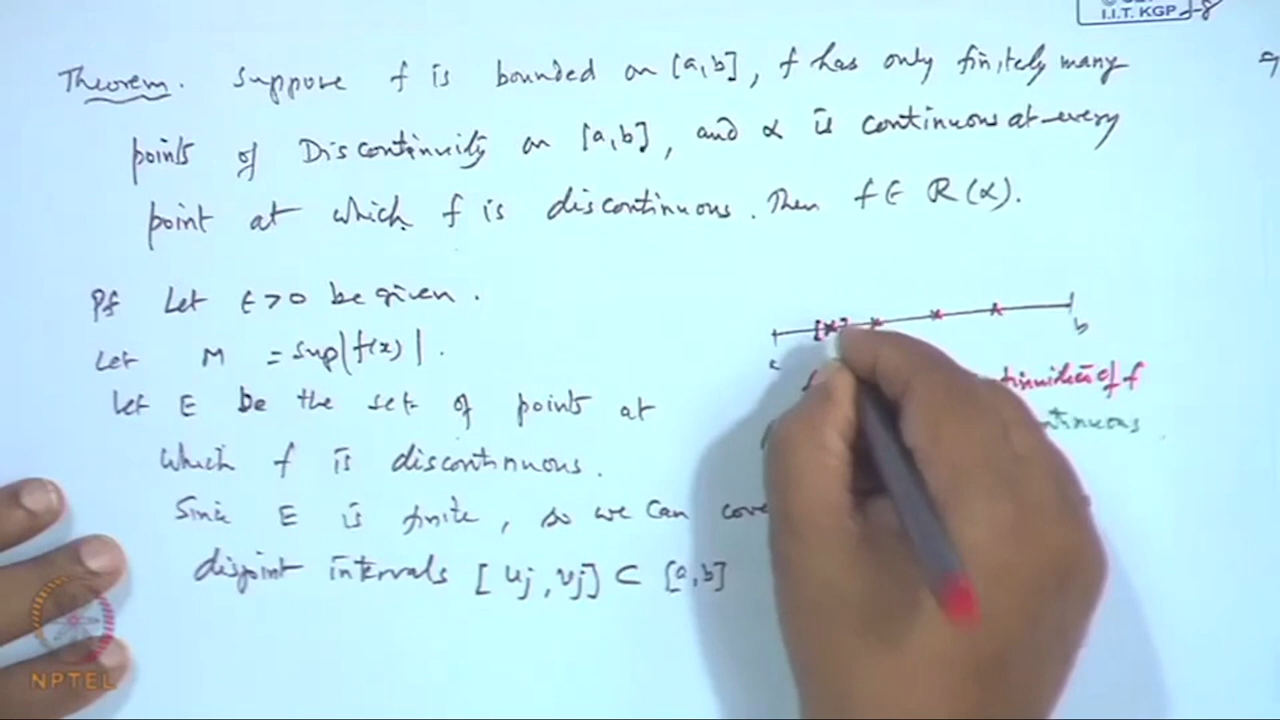 I.I.T. KGP
Theorem. Suppose f is bounded on [a,b], f has only finitely many
points of Discontinuity on [a,b], and α is continuous at every
point at which f is discontinuous. Then f ∈ R(α).
Pf Let ε > 0 be given.
Let M = sup|f(x)|.
Let E be the set of points at
which f is discontinuous.
Since E is finite, so we can cove
disjoint intervals [uj, vj] ⊂ [a,b]
a b
of f
NPTEL